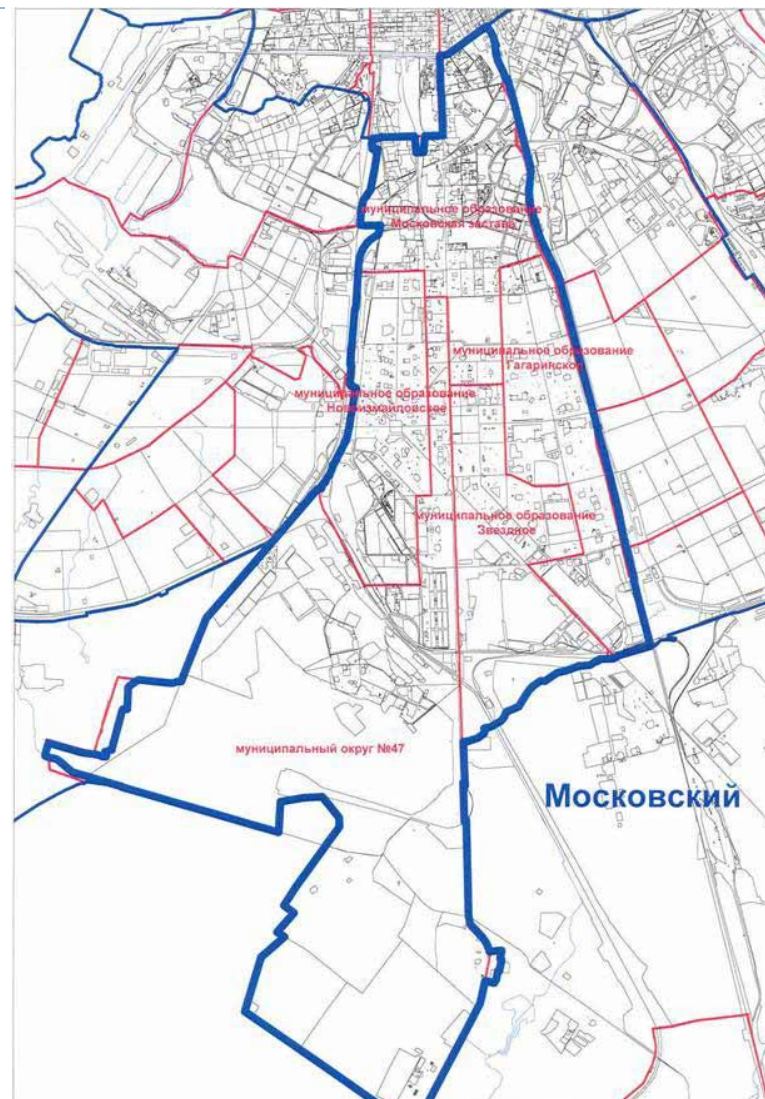 муниципальное образование
Московская застава
муниципальное образование
Гагаринское
муниципальное образование
Новоизмайловское
муниципальное образование
Звездное
муниципальный округ №47
Московский